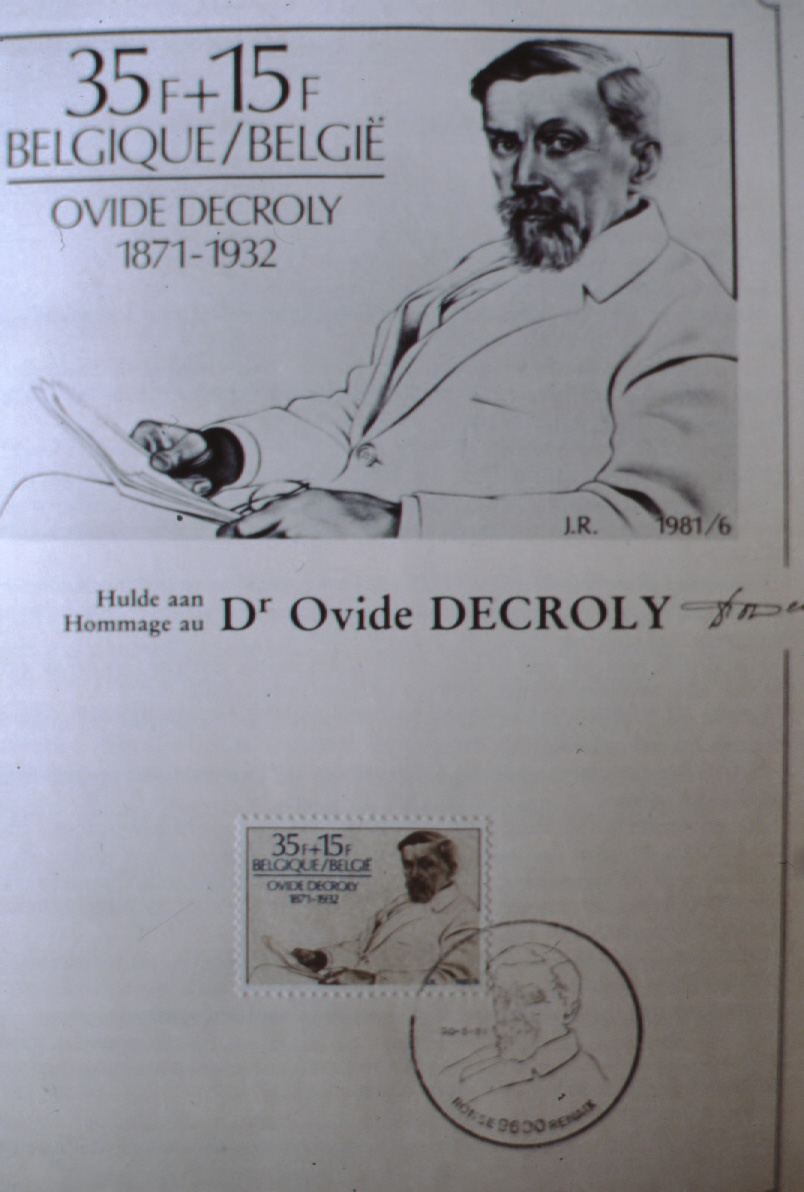 35F+15F
BELGIQUE/BELGIË
OVIDE DECROLY
1871-1932
J.R. 1981/6
Hulde aan
Hommage au
Dr Ovide DECROLY
35F+15F
BELGIQUE/BELGIË
OVIDE DECROLY
1871-1932
RONSE 9600 RENAIX